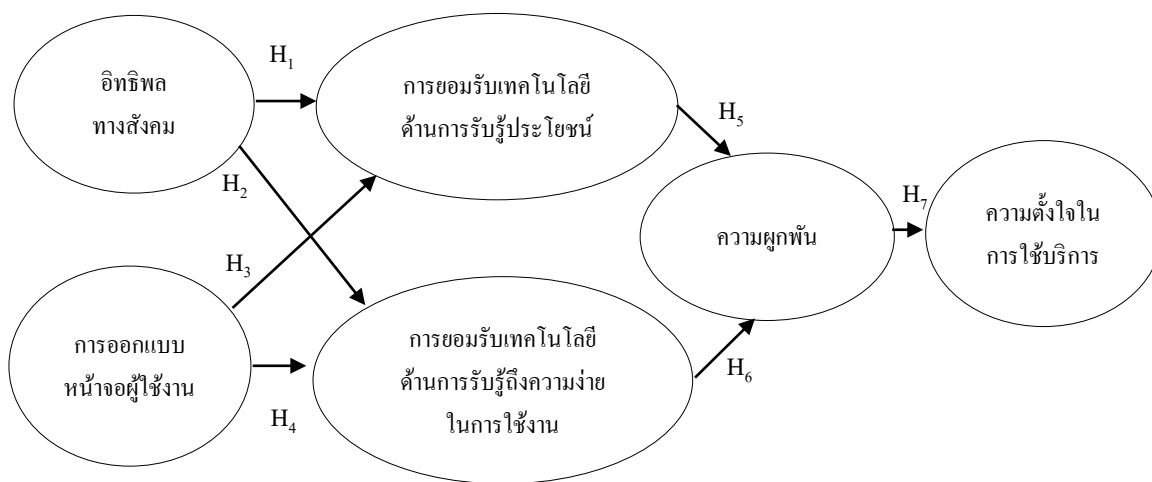 อิทธิพล
ทางสังคม
H1
การยอมรับเทคโนโลยี
ด้านการรับรู้ประโยชน์
H2
H3
การออกแบบ
หน้าจอผู้ใช้งาน
H4
การยอมรับเทคโนโลยี
ด้านการรับรู้ถึงความง่าย
ในการใช้งาน
H5
H6
ความผูกพัน
H7
ความตั้งใจใน
การใช้บริการ